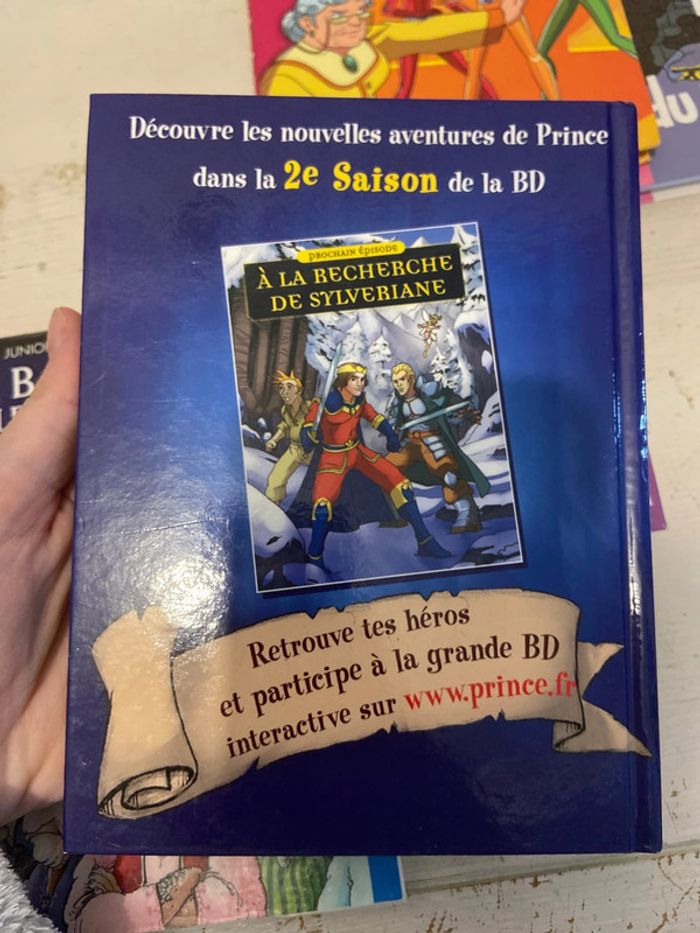 Découvre les nouvelles aventures de Prince
dans la 2e Saison de la BD
PROCHAIN ÉPISODE
À LA RECHERCHE
DE SYLVERIANE
JUNIOR
Retrouve tes héros
et participe à la grande BD
interactive sur www.prince.fr